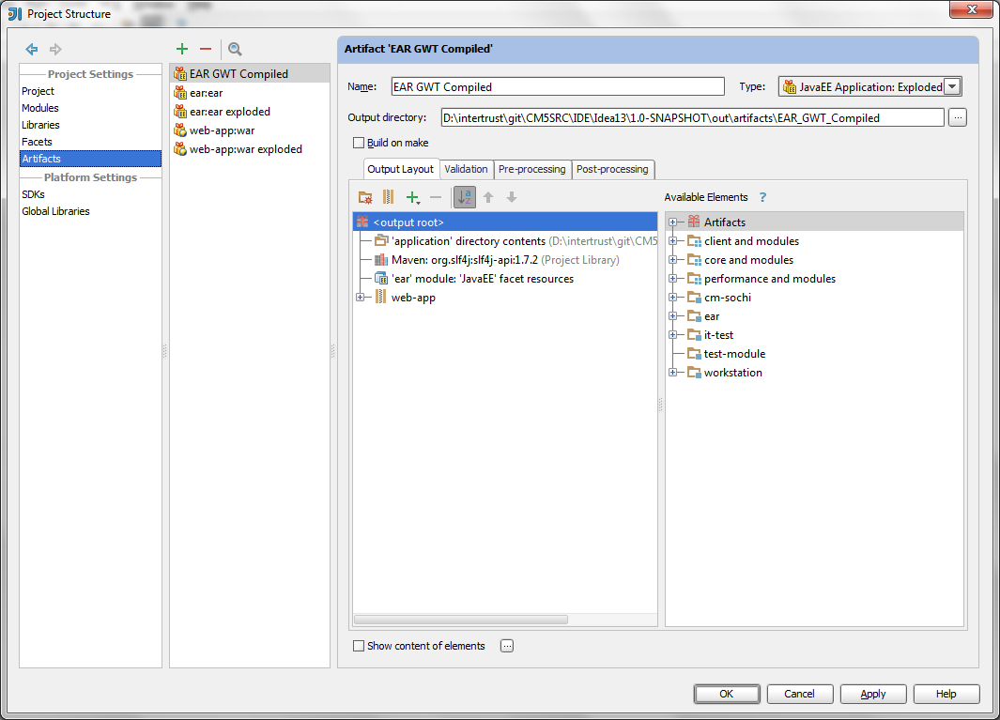 Project Structure
Project Settings
Project
Modules
Libraries
Facets
Artifacts
Platform Settings
SDKs
Global Libraries
EAR GWT Compiled
ear:ear
ear:ear exploded
web-app:war
web-app:war exploded
Artifact 'EAR GWT Compiled'
Name: EAR GWT Compiled Type: JavaEE Application: Exploded
Output directory: D:\intertrust\git\CM5SRC\IDE\Idea13\1.0-SNAPSHOT\out\artifacts\EAR_GWT_Compiled ...
Build on make
Output Layout Validation Pre-processing Post-processing
<output root>
'application' directory contents (D:\intertrust\git\CM5
Maven: org.slf4j:slf4j-api:1.7.2 (Project Library)
'ear' module: 'JavaEE' facet resources
web-app
Available Elements ?
Artifacts
client and modules
core and modules
performance and modules
cm-sochi
ear
it-test
test-module
workstation
Show content of elements ...
OK Cancel Apply Help